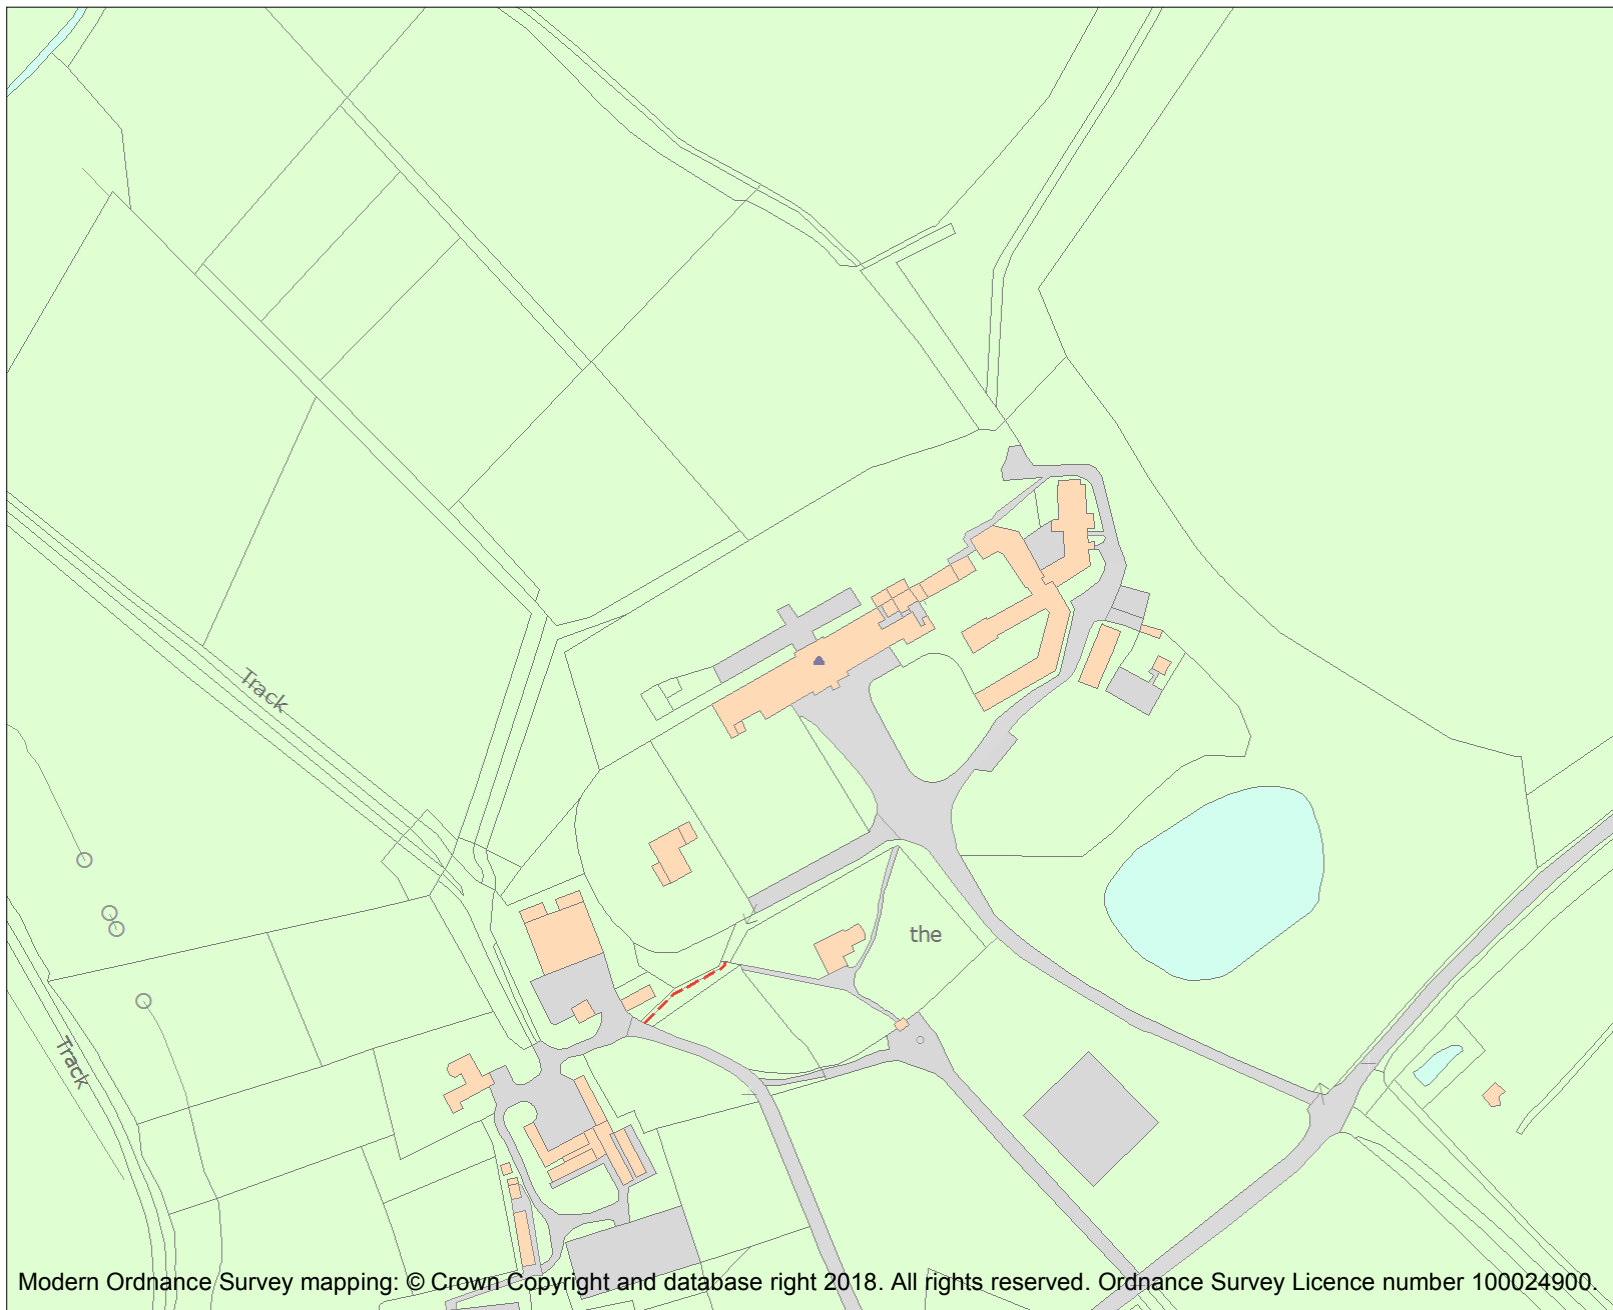 Track
the
Track
Modern Ordnance Survey mapping: © Crown Copyright and database right 2018. All rights reserved. Ordnance Survey Licence number 100024900.